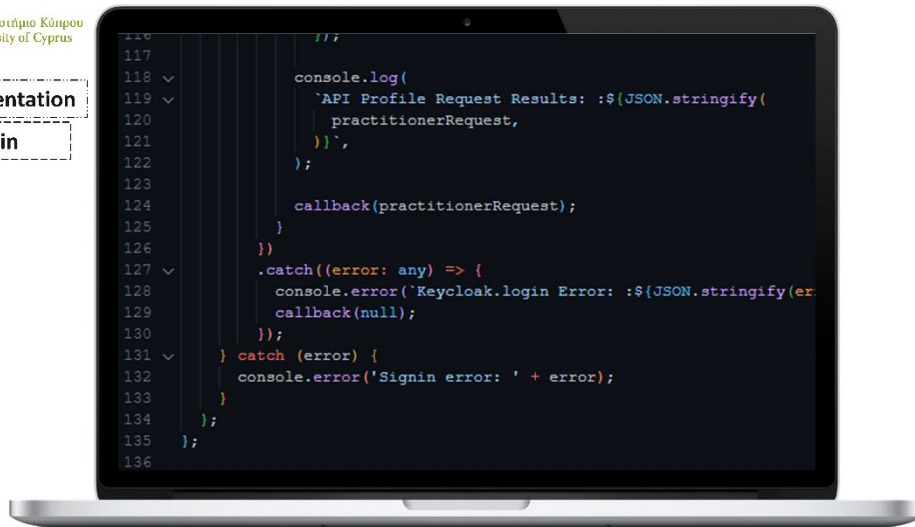 Κύπρου
of Cyprus
entation
in
116 });
117
118 console.log(
119 `API Profile Request Results: :${JSON.stringify(
120 practitionerRequest,
121 )}`,
122 );
123
124 callback(practitionerRequest);
125 }
126 })
127 .catch((error: any) => {
128 console.error(`Keycloak.login Error: :${JSON.stringify(er
129 callback(null);
130 });
131 } catch (error) {
132 console.error('Signin error: ' + error);
133 }
134 };
135 };
136